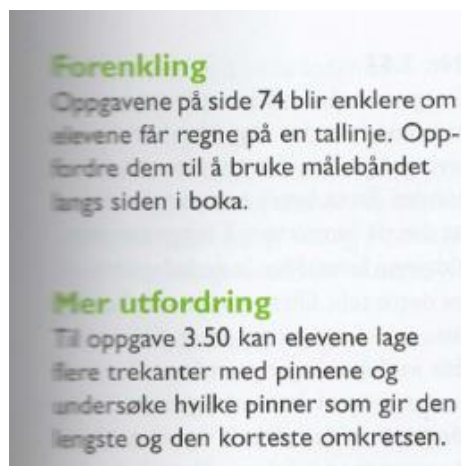 Forenkling
Oppgavene på side 74 blir enklere om
elevene får regne på en tallinje. Opp-
fordre dem til å bruke målebåndet
langs siden i boka.
Mer utfordring
Til oppgave 3.50 kan elevene lage
flere trekanter med pinnene og
undersøke hvilke pinner som gir den
lengste og den korteste omkretsen.